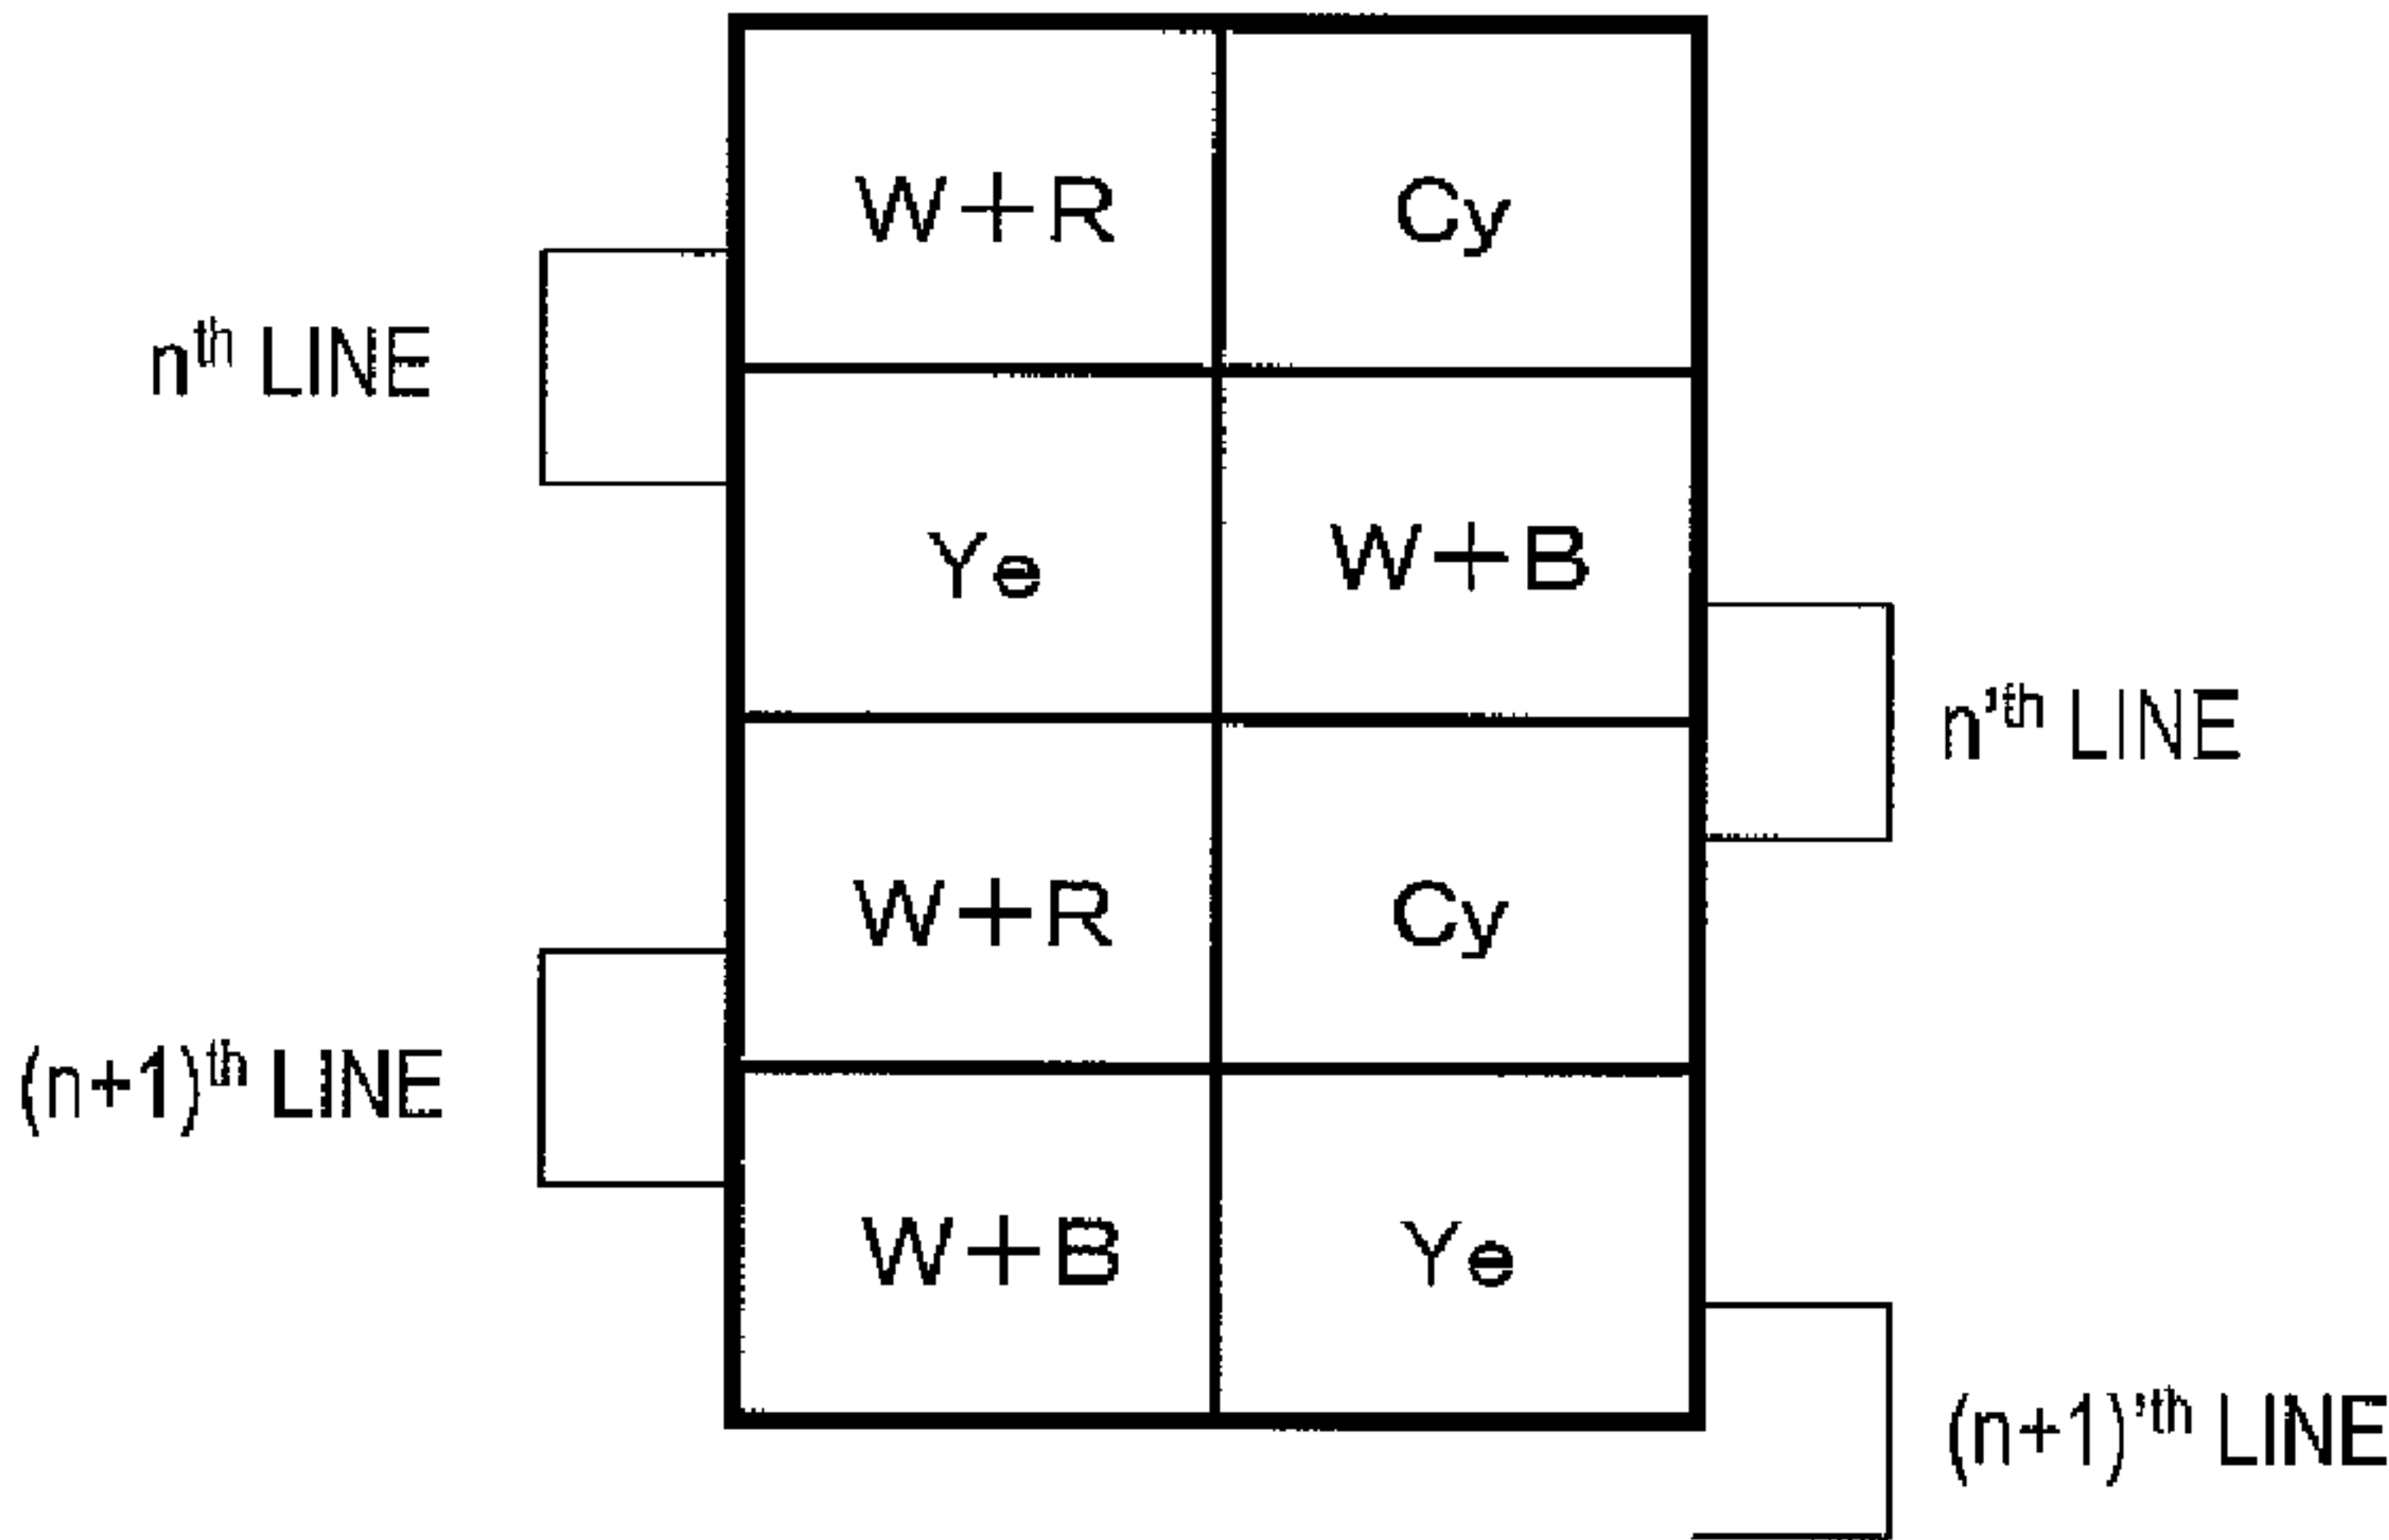 W+R Cy
nth LINE
Ye W+B
n'th LINE
W+R Cy
(n+1)th LINE
W+B Ye
(n+1)'th LINE